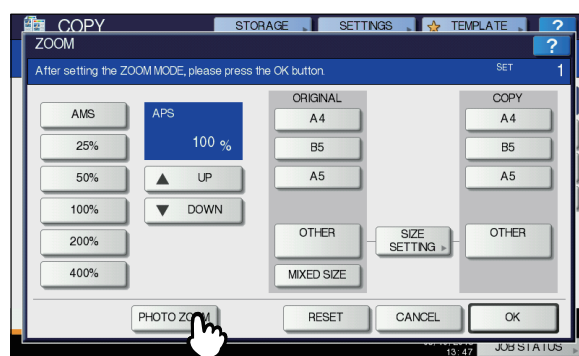 COPY STORAGE SETTINGS TEMPLATE ?
ZOOM ?
After setting the ZOOM MODE, please press the OK button. SET 1
ORIGINAL COPY
AMS APS A4 A4
25% 100 % B5 B5
50% UP A5 A5
100% DOWN
200% OTHER SIZE SETTING OTHER
400% MIXED SIZE
PHOTO ZOOM RESET CANCEL OK
13:47 JOB STATUS